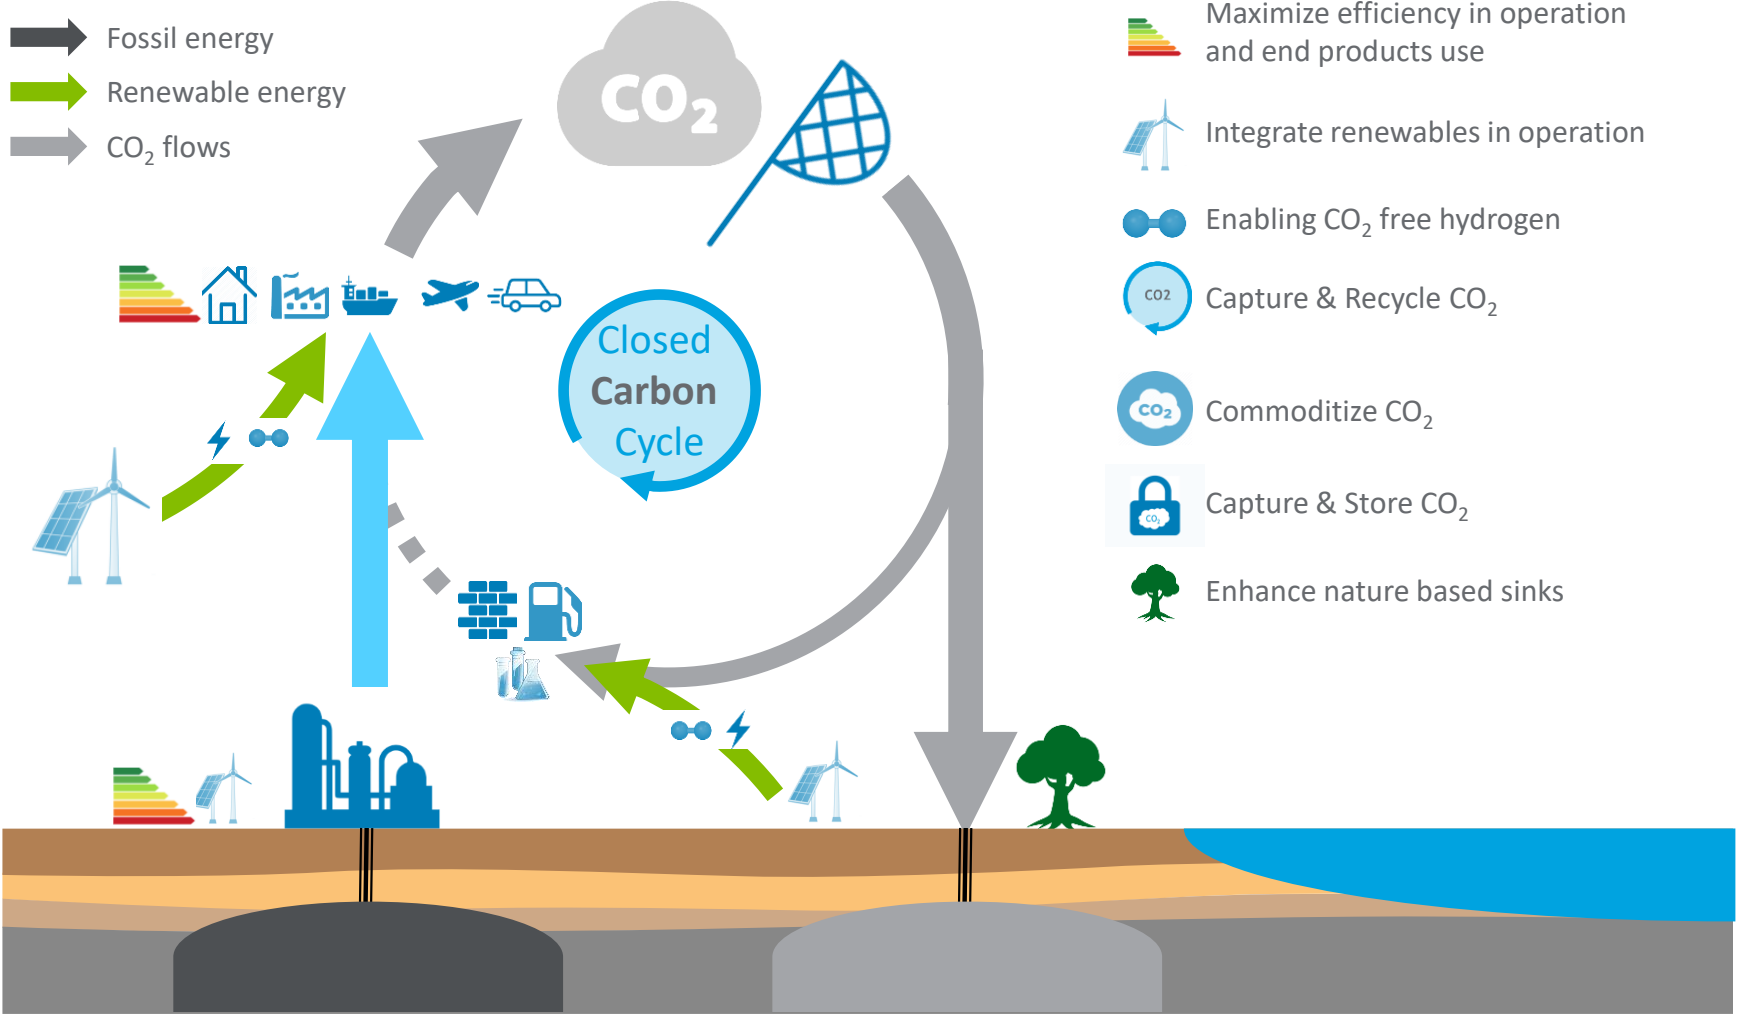 Fossil energy
Renewable energy
CO₂ flows
CO₂
Closed
Carbon
Cycle
Maximize efficiency in operation
and end products use
Integrate renewables in operation
Enabling CO₂ free hydrogen
CO2
Capture & Recycle CO₂
CO₂
Commoditize CO₂
CO₂
Capture & Store CO₂
Enhance nature based sinks